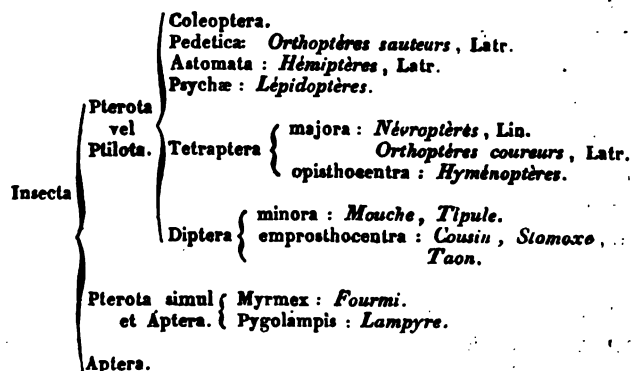 Coleoptera.
Pedeticæ Orthoptères sauteurs, Latr.
Astomata : Hémiptères, Latr.
Psychæ : Lépidoptères.
Pterota
vel
Ptilota.
Tetraptera
majora : Névroptères, Lin.
Orthoptères coureurs, Latr.
opisthocentra : Hyménoptères.
Insecta
Diptera
minora : Mouche, Tipule.
emprosthocentra : Cousin, Stomoxe,
Taon.
Pterota simul
et Aptera.
Myrmex : Fourmi.
Pygolampis : Lampyre.
Aptera.